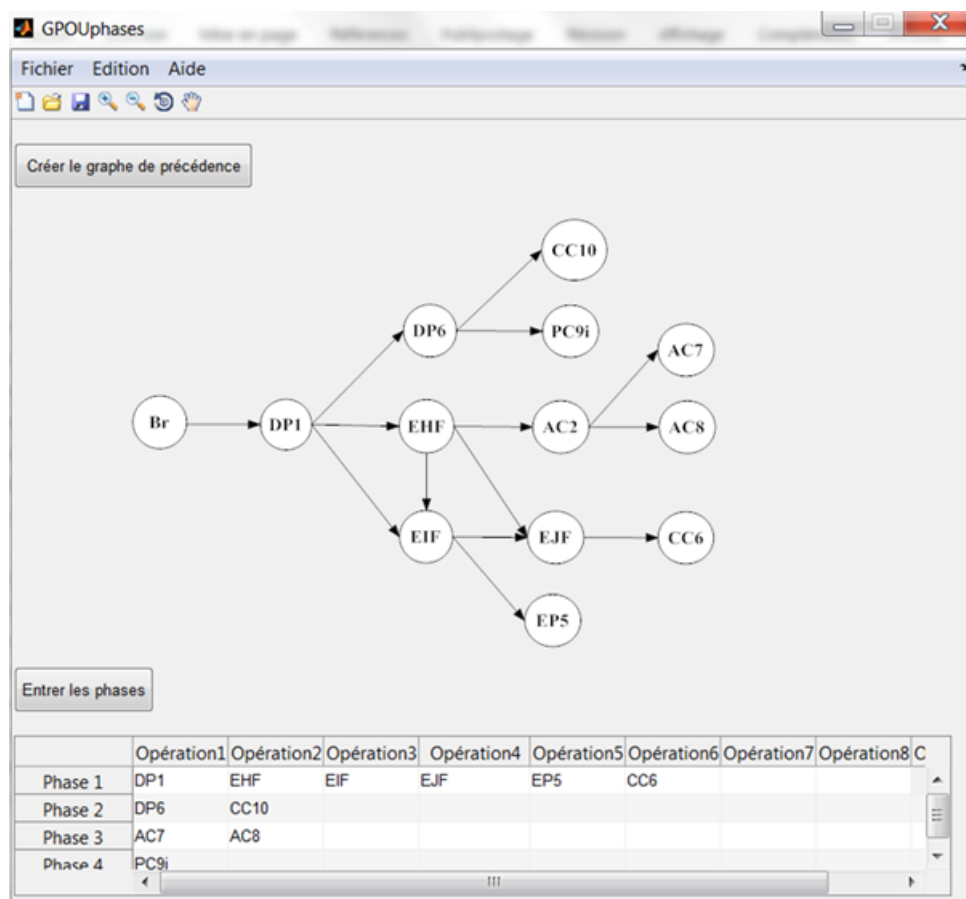 GPOUphases
Fichier Edition Aide
Créer le graphe de précédence
CC10
DP6 PC9i
AC7
Br DP1 EHF AC2 AC8
EIF EJF CC6
EP5
Entrer les phases
Opération1 Opération2 Opération3 Opération4 Opération5 Opération6 Opération7 Opération8 O
Phase 1 DP1 EHF EIF EJF EP5 CC6
Phase 2 DP6 CC10
Phase 3 AC7 AC8
Phase 4 PC9i